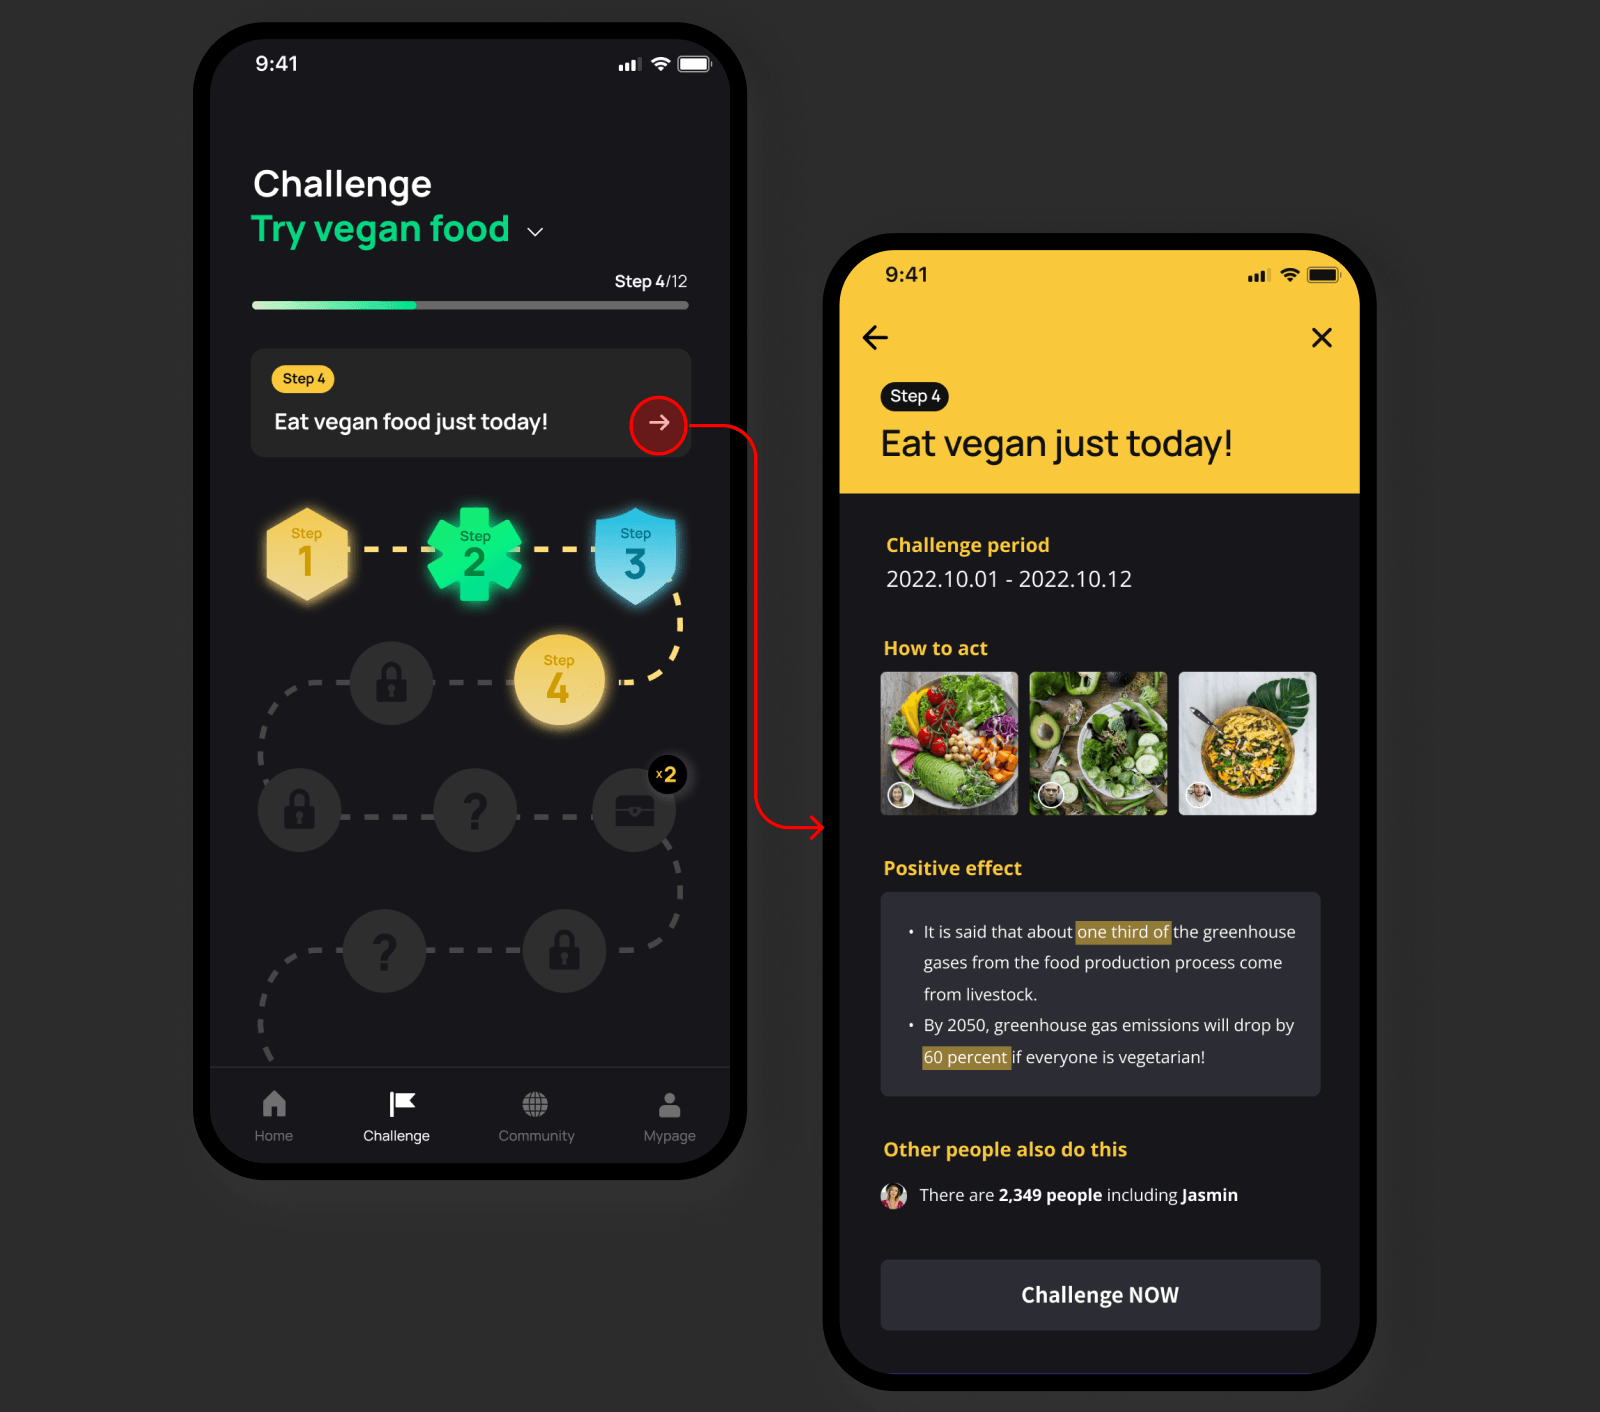 9:41
Challenge
Try vegan food
Step 4/12
Step 4
Eat vegan food just today!
Step
1
Step
2
Step
3
Step
4
x2
?
?
Home
Challenge
Community
Mypage
9:41
Step 4
Eat vegan just today!
Challenge period
2022.10.01 - 2022.10.12
How to act
Positive effect
• It is said that about one third of the greenhouse
gases from the food production process come
from livestock.
• By 2050, greenhouse gas emissions will drop by
60 percent if everyone is vegetarian!
Other people also do this
There are 2,349 people including Jasmin
Challenge NOW